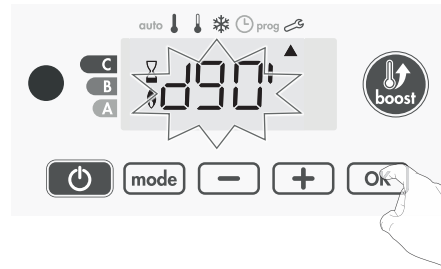 auto prog
C
B
A
d90'
boost
mode − + OK